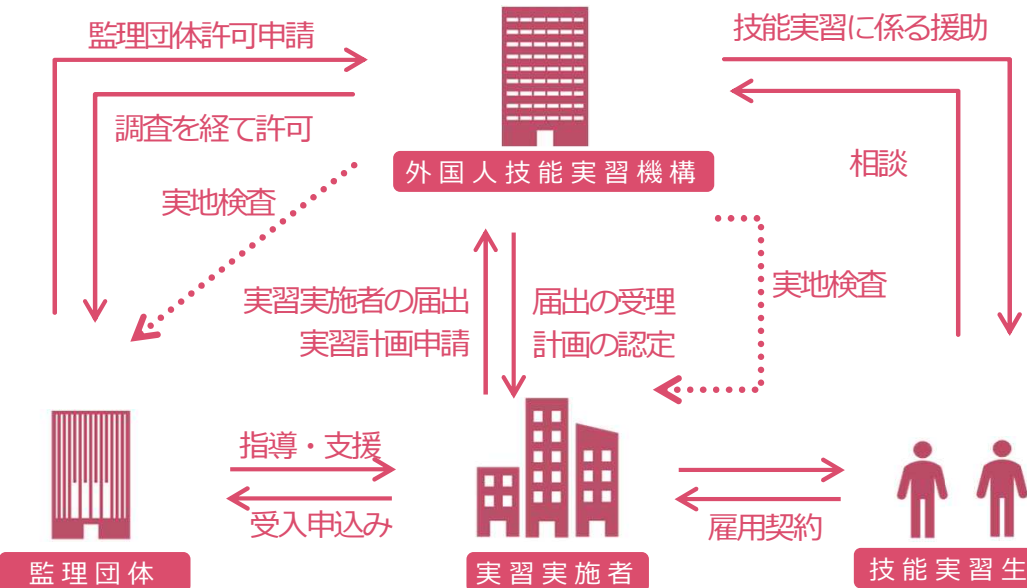 監理団体許可申請
技能実習に係る援助
調査を経て許可
外国人技能実習機構
相談
実地検査
実地検査
実習実施者の届出
実習計画申請
届出の受理
計画の認定
指導・支援
受入申込み
雇用契約
監理団体
実習実施者
技能実習生